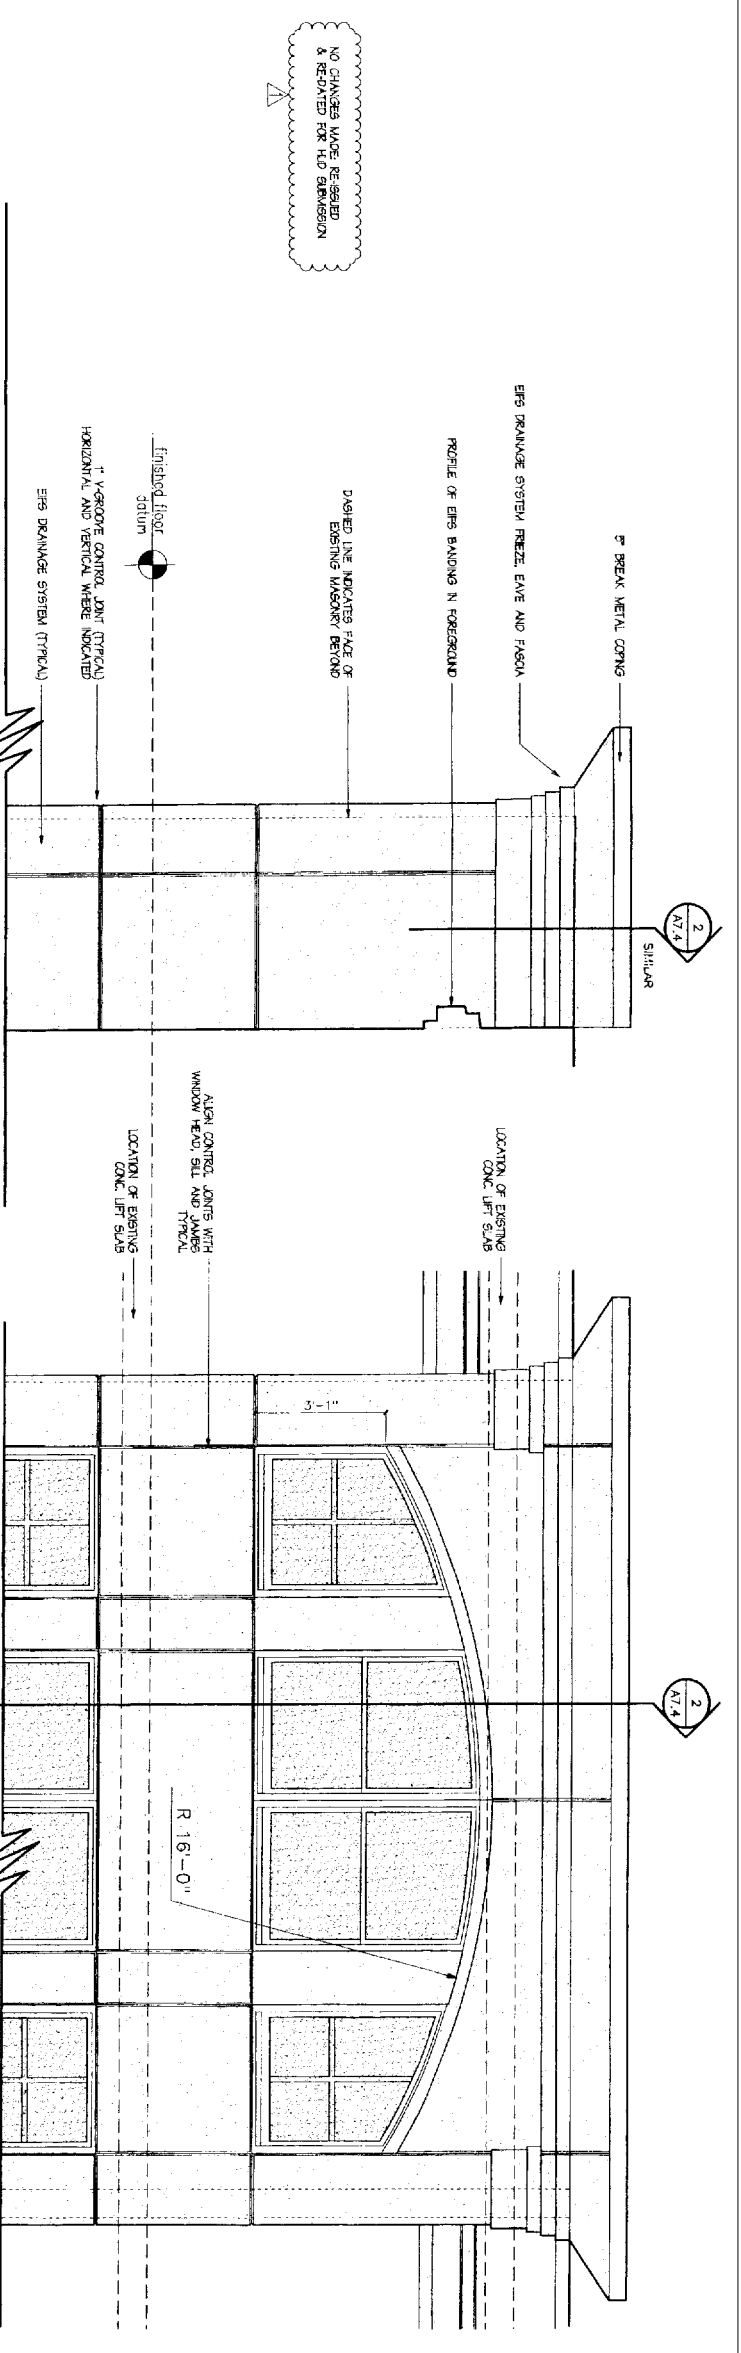 NO CHANGES MADE: RE-ISSUED
& RE-DATED FOR HUD SUBMISSION
1
8" BREAK METAL COPING
EIFS DRAINAGE SYSTEM FRIEZE, EAVE AND FASCIA
PROFILE OF EIFS BANDING IN FOREGROUND
DASHED LINE INDICATES FACE OF
EXISTING MASONRY BEYOND
finished floor
datum
1" V-GROOVE CONTROL JOINT (TYPICAL)
HORIZONTAL AND VERTICAL WHERE INDICATED
EIFS DRAINAGE SYSTEM (TYPICAL)
2
A7.4
SIMILAR
LOCATION OF EXISTING
CONC. LIFT SLAB
ALIGN CONTROL JOINTS WITH
WINDOW HEAD, SILL AND JAMBS
TYPICAL
LOCATION OF EXISTING
CONC. LIFT SLAB
3'-1"
2
A7.4
R 16'-0"